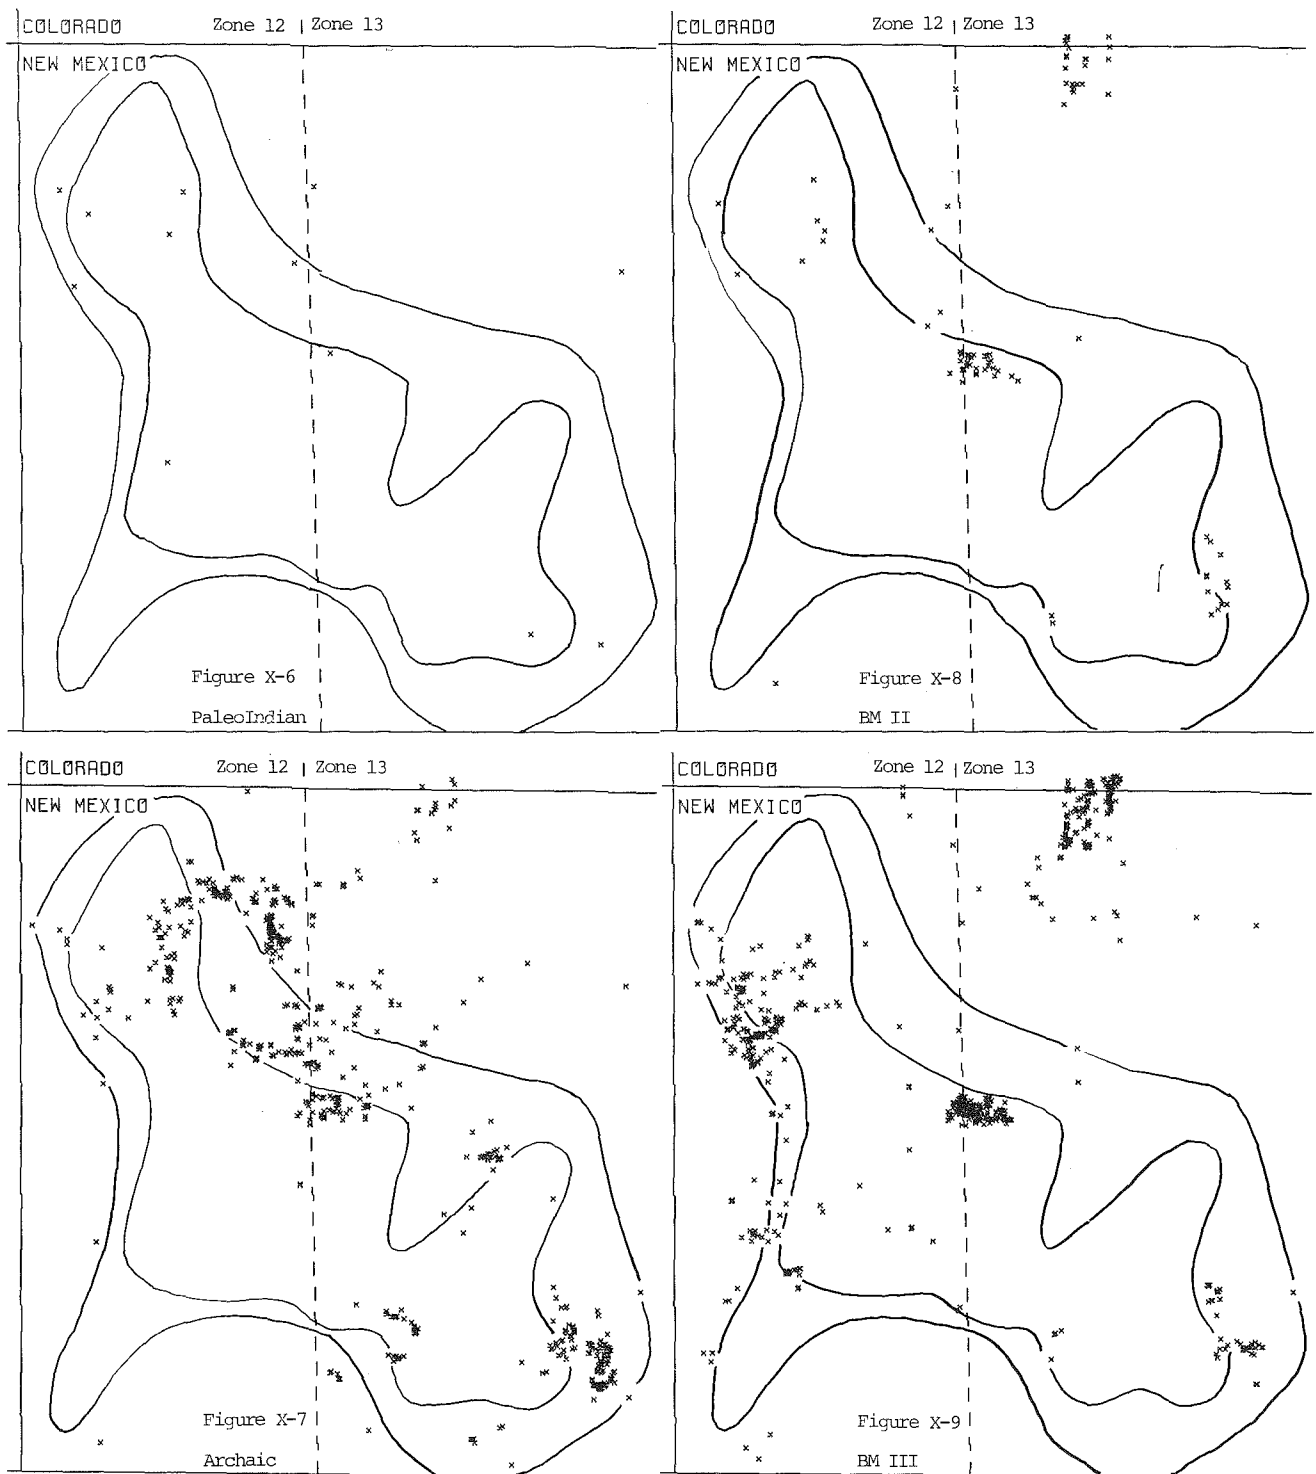 COLORADO Zone 12 Zone 13
NEW MEXICO
Figure X-6
PaleoIndian
COLORADO Zone 12 Zone 13
NEW MEXICO
Figure X-8
BM II
COLORADO Zone 12 Zone 13
NEW MEXICO
Figure X-7
Archaic
COLORADO Zone 12 Zone 13
NEW MEXICO
Figure X-9
BM III